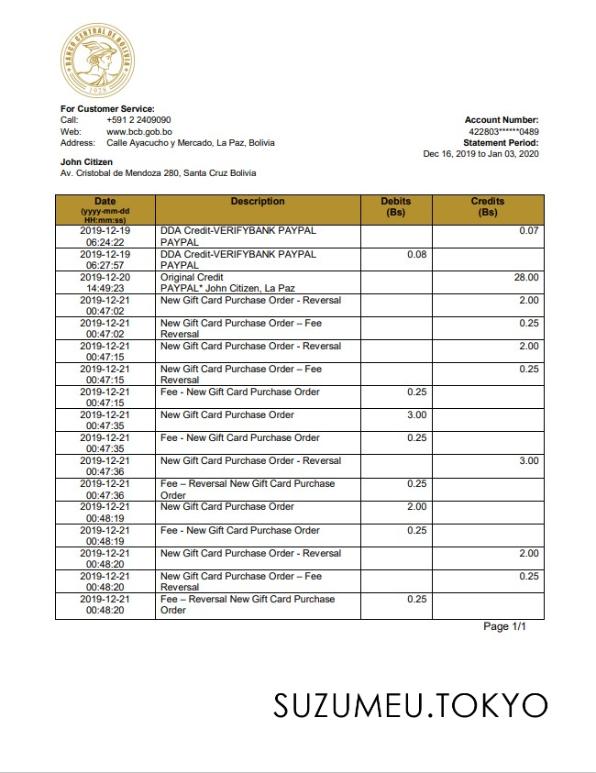 BANCO CENTRAL DE BOLIVIA
1928
For Customer Service:
Call: +591 2 2409090
Web: www.bcb.gob.bo
Address: Calle Ayacucho y Mercado, La Paz, Bolivia
Account Number:
422803******0489
Statement Period:
Dec 16, 2019 to Jan 03, 2020
John Citizen
Av. Cristobal de Mendoza 280, Santa Cruz Bolivia
Date Description Debits Credits
(yyyy-mm-dd (Bs) (Bs)
HH:mm:ss)
2019-12-19 DDA Credit-VERIFYBANK PAYPAL 0.07
06:24:22 PAYPAL
2019-12-19 DDA Credit-VERIFYBANK PAYPAL 0.08
06:27:57 PAYPAL
2019-12-20 Original Credit 28.00
14:49:23 PAYPAL* John Citizen, La Paz
2019-12-21 New Gift Card Purchase Order - Reversal 2.00
00:47:02
2019-12-21 New Gift Card Purchase Order – Fee 0.25
00:47:02 Reversal
2019-12-21 New Gift Card Purchase Order - Reversal 2.00
00:47:15
2019-12-21 New Gift Card Purchase Order – Fee 0.25
00:47:15 Reversal
2019-12-21 Fee - New Gift Card Purchase Order 0.25
00:47:15
2019-12-21 New Gift Card Purchase Order 3.00
00:47:35
2019-12-21 Fee - New Gift Card Purchase Order 0.25
00:47:35
2019-12-21 New Gift Card Purchase Order - Reversal 3.00
00:47:36
2019-12-21 Fee – Reversal New Gift Card Purchase 0.25
00:47:36 Order
2019-12-21 New Gift Card Purchase Order 2.00
00:48:19
2019-12-21 Fee - New Gift Card Purchase Order 0.25
00:48:19
2019-12-21 New Gift Card Purchase Order - Reversal 2.00
00:48:20
2019-12-21 New Gift Card Purchase Order – Fee 0.25
00:48:20 Reversal
2019-12-21 Fee – Reversal New Gift Card Purchase 0.25
00:48:20 Order
Page 1/1
SUZUMEU.TOKYO